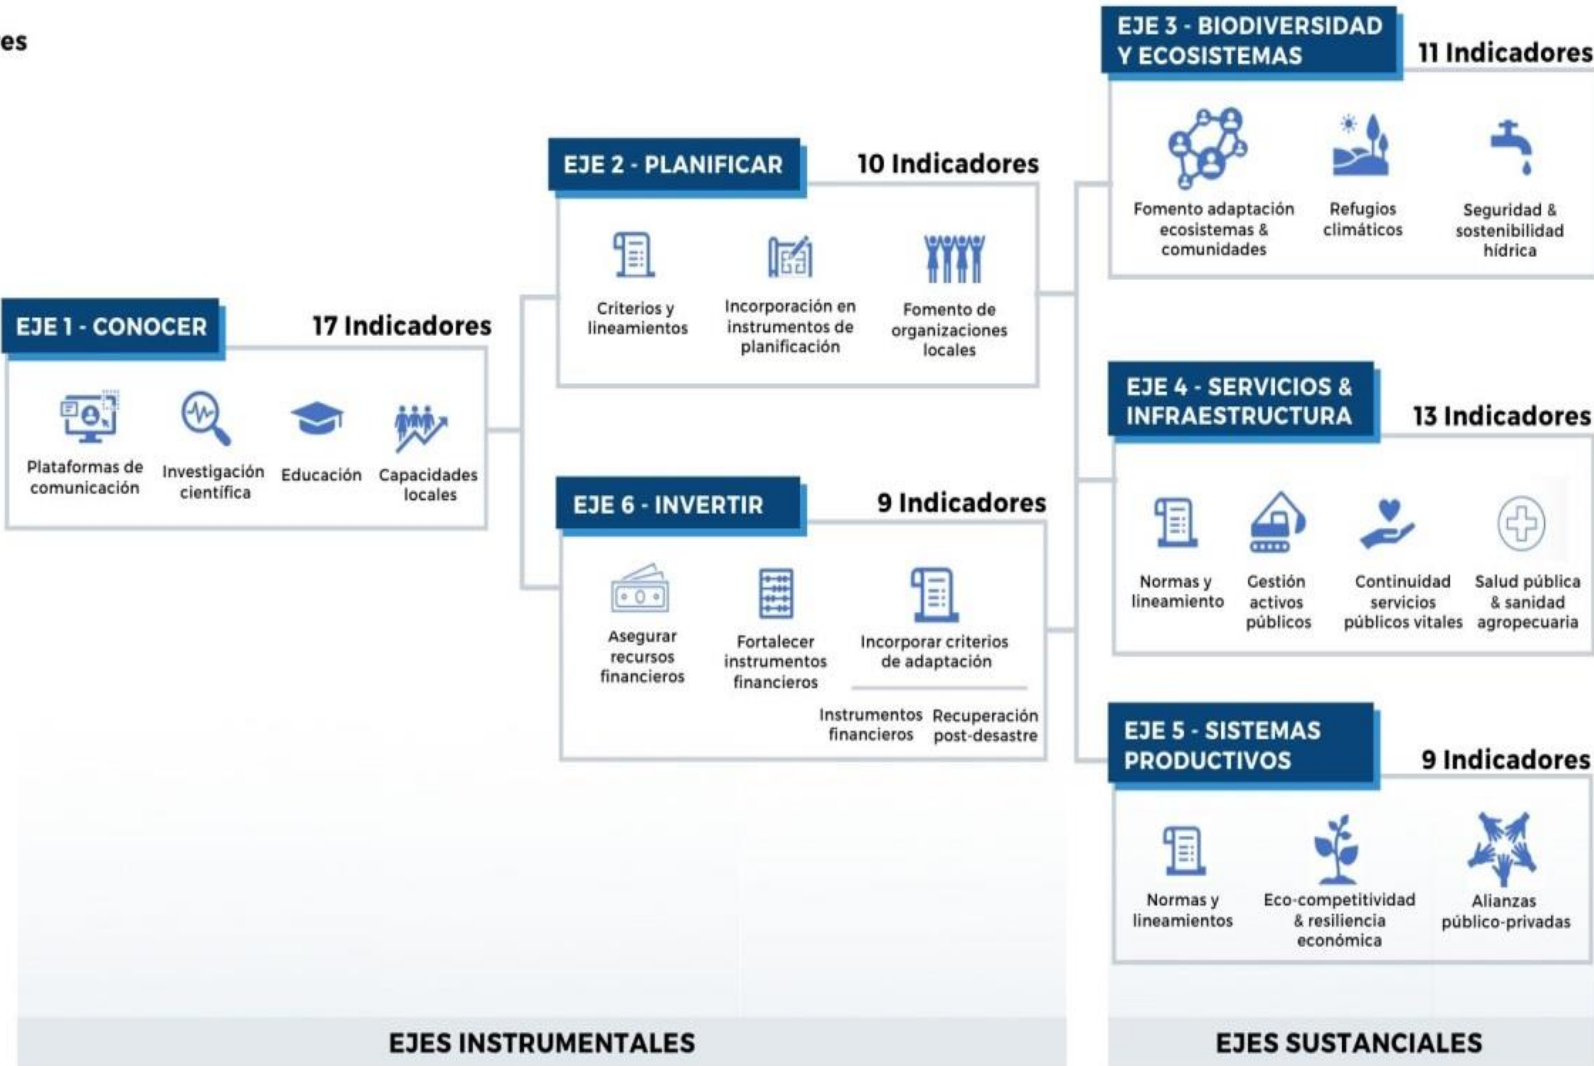 es
EJE 1 - CONOCER
17 Indicadores
Plataformas de
comunicación
Investigación
científica
Educación
Capacidades
locales
EJE 2 - PLANIFICAR
10 Indicadores
Criterios y
lineamientos
Incorporación en
instrumentos de
planificación
Fomento de
organizaciones
locales
EJE 6 - INVERTIR
9 Indicadores
Asegurar
recursos
financieros
Fortalecer
instrumentos
financieros
Incorporar criterios
de adaptación
Instrumentos
financieros
Recuperación
post-desastre
EJE 3 - BIODIVERSIDAD
Y ECOSISTEMAS
11 Indicadores
Fomento adaptación
ecosistemas &
comunidades
Refugios
climáticos
Seguridad &
sostenibilidad
hídrica
EJE 4 - SERVICIOS &
INFRAESTRUCTURA
13 Indicadores
Normas y
lineamiento
Gestión
activos
públicos
Continuidad
servicios
públicos vitales
Salud pública
& sanidad
agropecuaria
EJE 5 - SISTEMAS
PRODUCTIVOS
9 Indicadores
Normas y
lineamientos
Eco-competitividad
& resiliencia
económica
Alianzas
público-privadas
EJES INSTRUMENTALES
EJES SUSTANCIALES